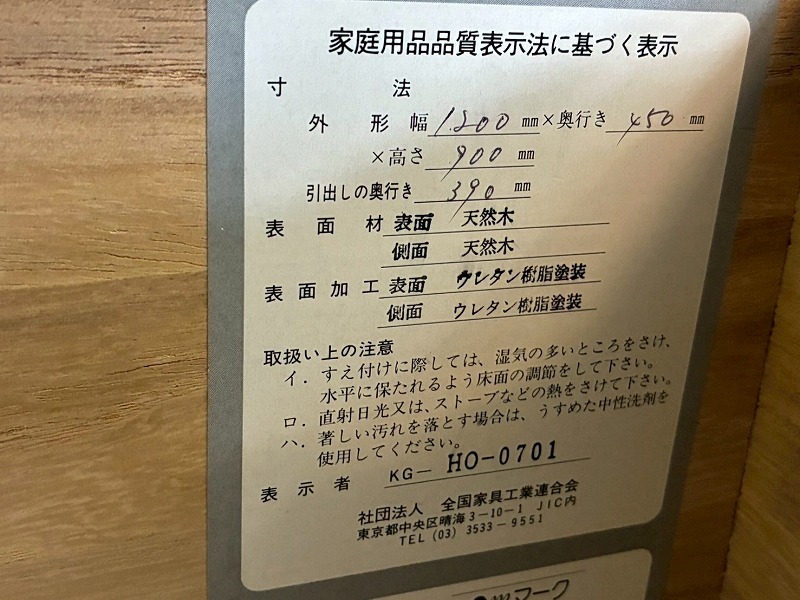 家庭用品品質表示法に基づく表示
寸法
外形幅 1200 mm×奥行き 450 mm
×高さ 900 mm
引出しの奥行き 390 mm
表面材 表面 天然木
側面 天然木
表面加工 表面 ウレタン樹脂塗装
側面 ウレタン樹脂塗装
取扱い上の注意
イ. すえ付けに際しては、湿気の多いところをさけ、
水平に保たれるよう床面の調節をして下さい。
ロ. 直射日光又は、ストーブなどの熱をさけて下さい。
ハ. 著しい汚れを落とす場合は、うすめた中性洗剤を
使用してください。
表示者 KG— HO-0701
社団法人 全国家具工業連合会
東京都中央区晴海3-10-1 JIC内
TEL (03) 3533-9551
マーク